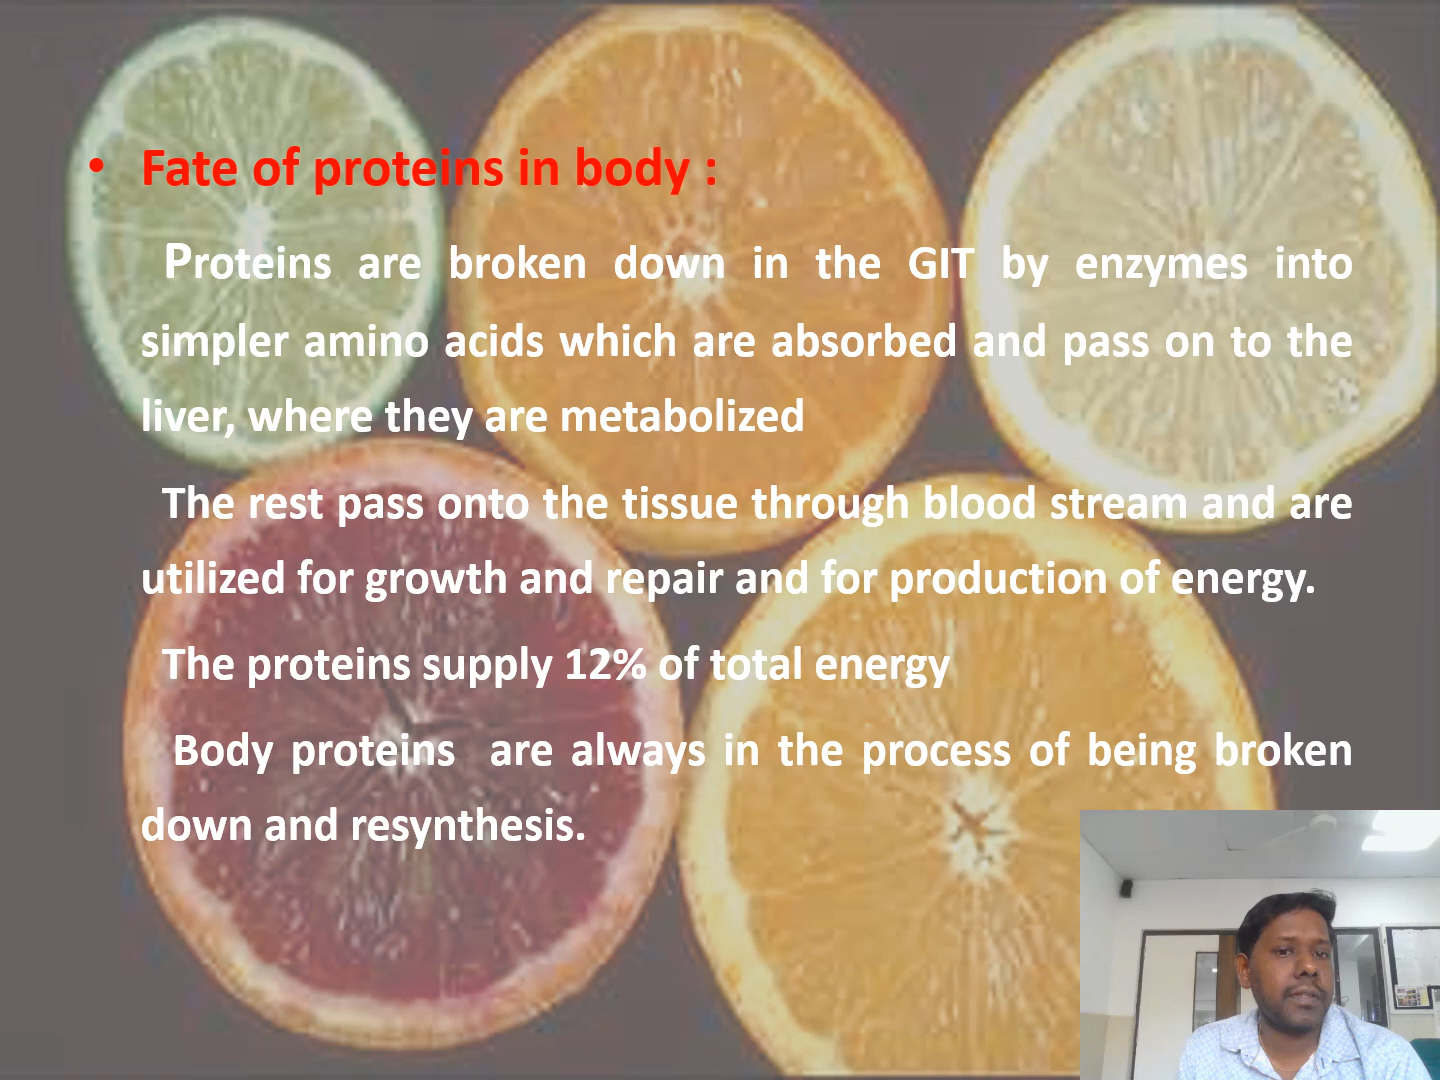 • Fate of proteins in body :
Proteins are broken down in the GIT by enzymes into
simpler amino acids which are absorbed and pass on to the
liver, where they are metabolized
The rest pass onto the tissue through blood stream and are
utilized for growth and repair and for production of energy.
The proteins supply 12% of total energy
Body proteins are always in the process of being broken
down and resynthesis.